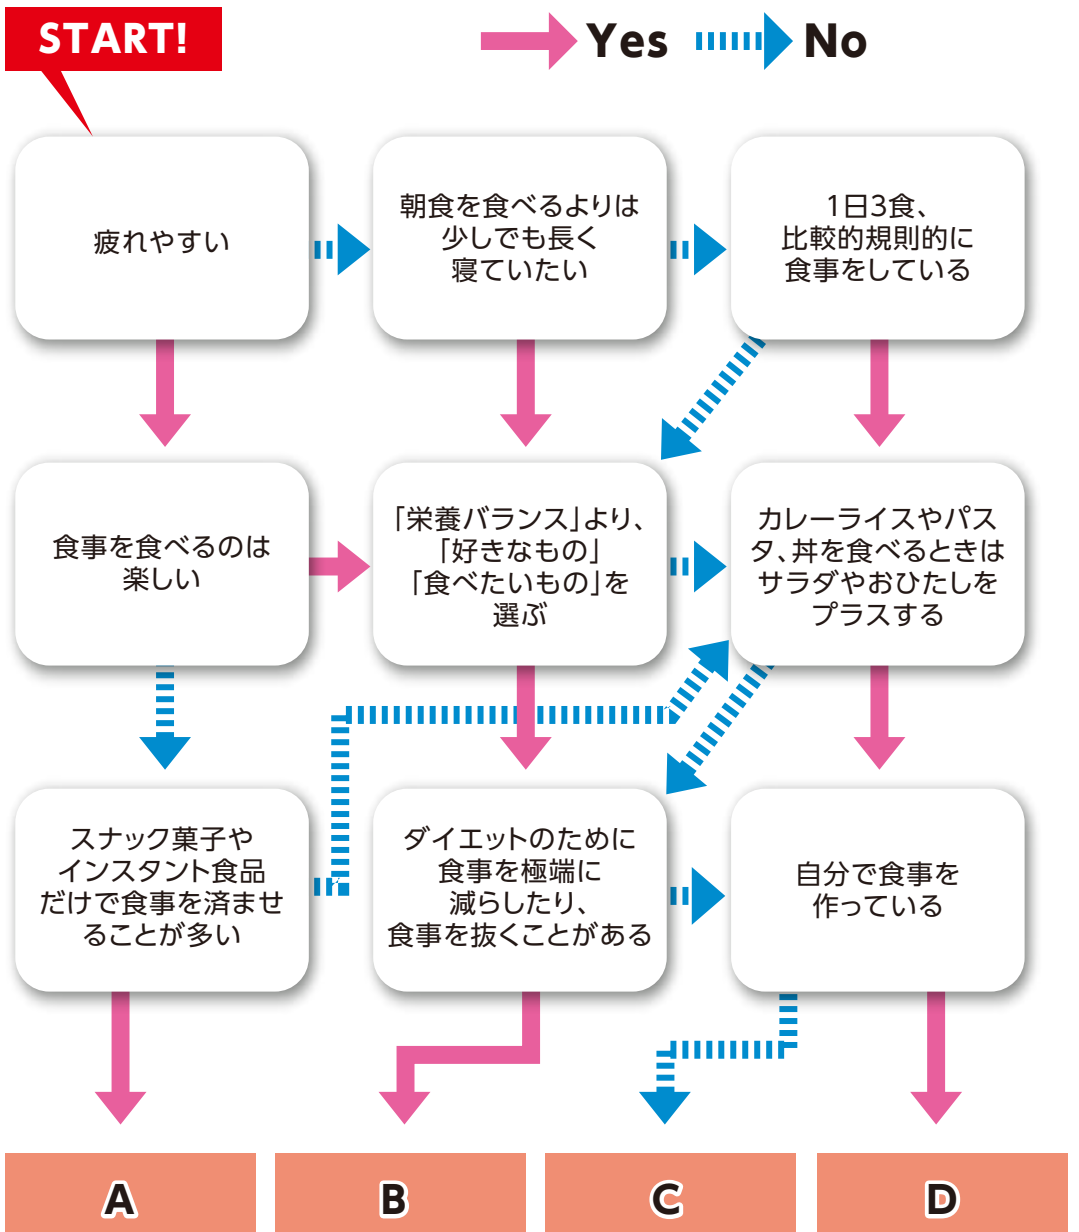 START!
Yes
No
疲れやすい
朝食を食べるよりは
少しでも長く
寝ていたい
1日3食、
比較的規則的に
食事をしている
食事を食べるのは
楽しい
「栄養バランス」より、
「好きなもの」
「食べたいもの」を
選ぶ
カレーライスやパス
タ、丼を食べるときは
サラダやおひたしを
プラスする
スナック菓子や
インスタント食品
だけで食事を済ませ
ることが多い
ダイエットのために
食事を極端に
減らしたり、
食事を抜くことがある
自分で食事を
作っている
A
B
C
D